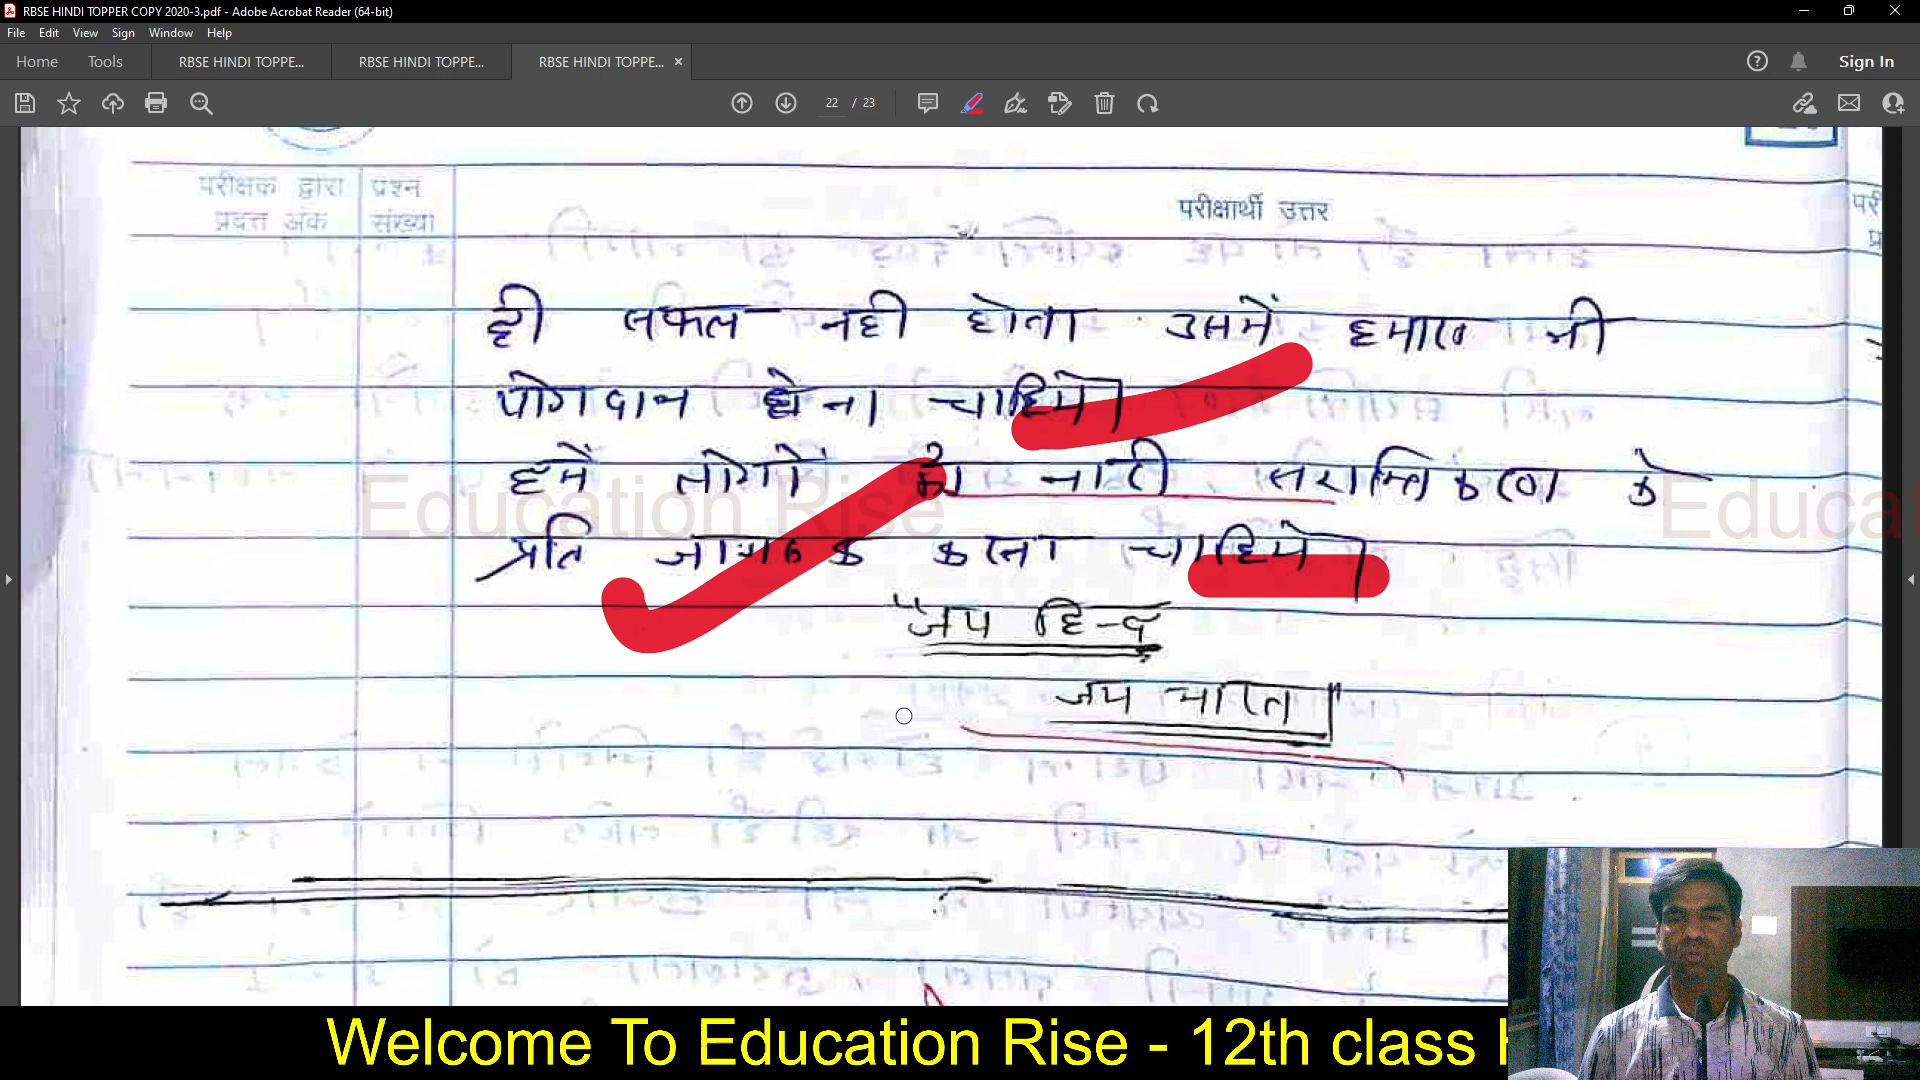 RBSE HINDI TOPPER COPY 2020-3.pdf - Adobe Acrobat Reader (64-bit)
File Edit View Sign Window Help
Home Tools RBSE HINDI TOPPE... RBSE HINDI TOPPE... RBSE HINDI TOPPE... × ? Sign In
22 / 23
परीक्षक द्वारा प्रश्न
प्रदत्त अंक संख्या
परीक्षार्थी उत्तर
परी
ही सफल नही होता उसमें हमारा भी
योगदान होना चाहिये।
हमें लोगों को नारी सशक्तिकरण के
प्रति जागरुक करना चाहिये।
Education Rise
Educa
"जय हिन्द
जय भारत।"
Welcome To Education Rise - 12th class